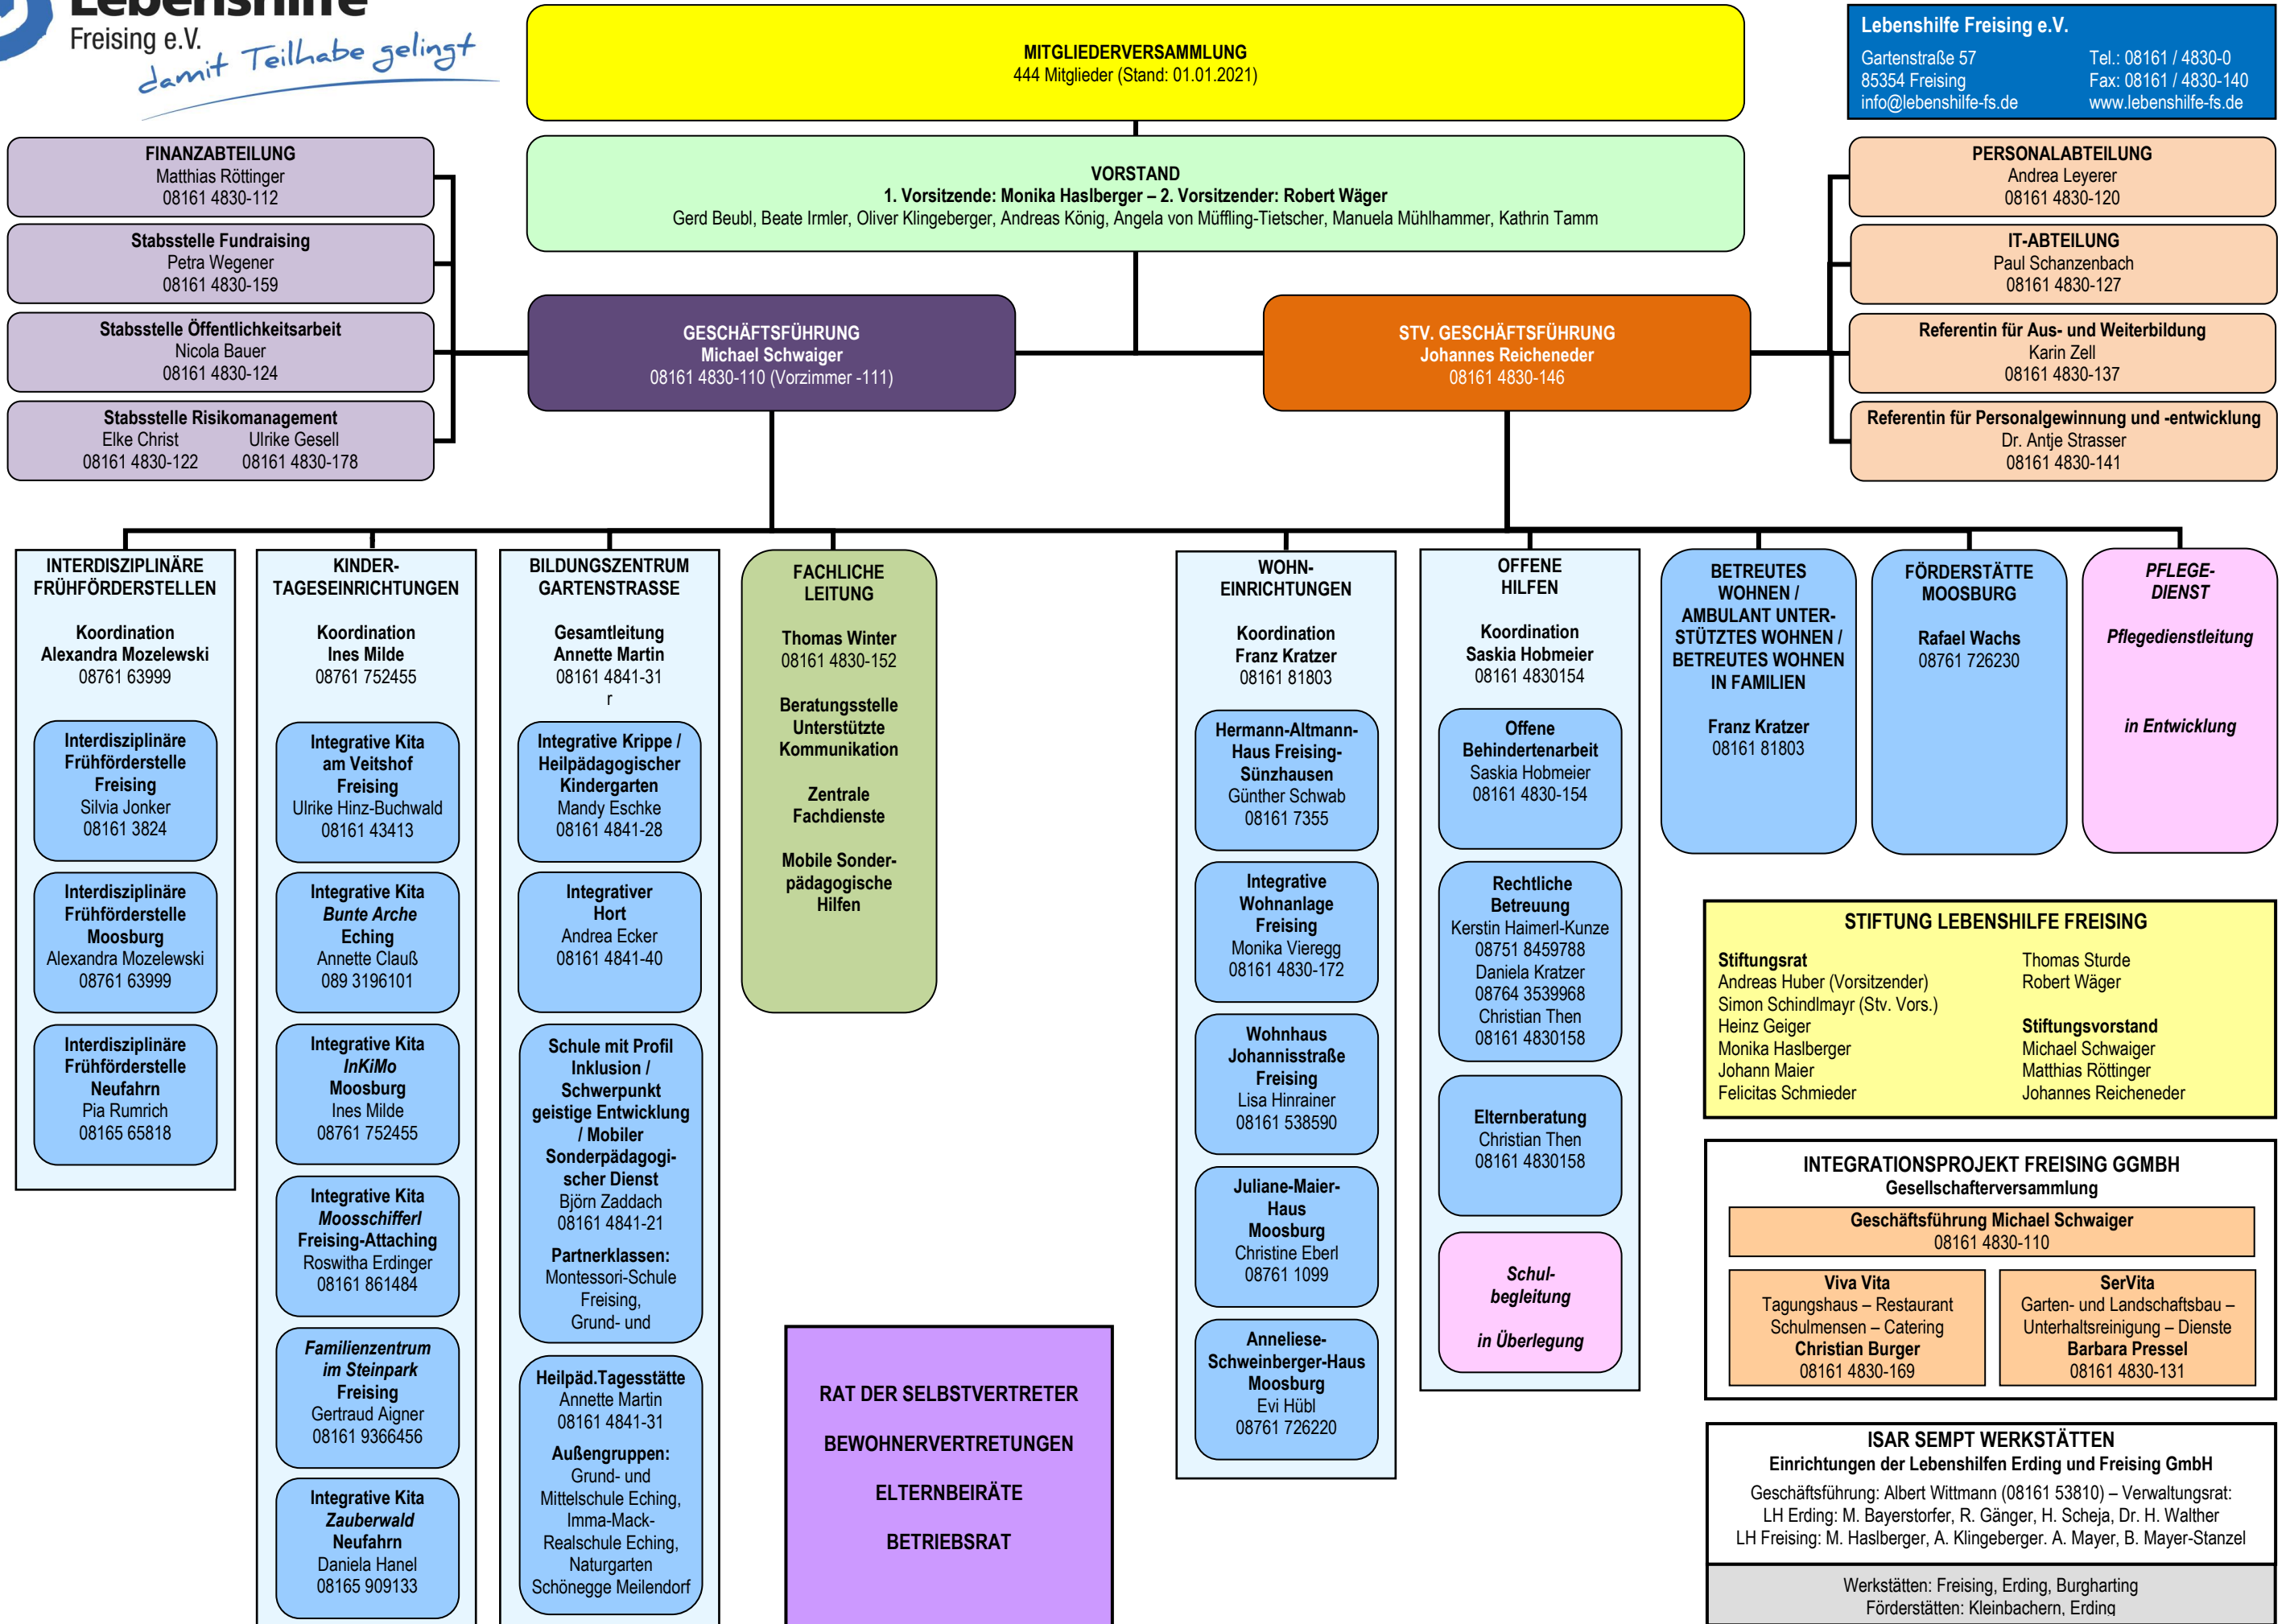 Lebenshilfe
Freising e.V.
damit Teilhabe gelingt
MITGLIEDERVERSAMMLUNG
444 Mitglieder (Stand: 01.01.2021)
Lebenshilfe Freising e.V.
Gartenstraße 57
85354 Freising
info@lebenshilfe-fs.de
Tel.: 08161 / 4830-0
Fax: 08161 / 4830-140
www.lebenshilfe-fs.de
VORSTAND
1. Vorsitzende: Monika Haslberger – 2. Vorsitzender: Robert Wäger
Gerd Beubl, Beate Irmler, Oliver Klingeberger, Andreas König, Angela von Müffling-Tietscher, Manuela Mühlhammer, Kathrin Tamm
FINANZABTEILUNG
Matthias Röttinger
08161 4830-112
Stabsstelle Fundraising
Petra Wegener
08161 4830-159
Stabsstelle Öffentlichkeitsarbeit
Nicola Bauer
08161 4830-124
Stabsstelle Risikomanagement
Elke Christ Ulrike Gesell
08161 4830-122 08161 4830-178
GESCHÄFTSFÜHRUNG
Michael Schwaiger
08161 4830-110 (Vorzimmer -111)
STV. GESCHÄFTSFÜHRUNG
Johannes Reicheneder
08161 4830-146
PERSONALABTEILUNG
Andrea Leyerer
08161 4830-120
IT-ABTEILUNG
Paul Schanzenbach
08161 4830-127
Referentin für Aus- und Weiterbildung
Karin Zell
08161 4830-137
Referentin für Personalgewinnung und -entwicklung
Dr. Antje Strasser
08161 4830-141
INTERDISZIPLINÄRE
FRÜHFÖRDERSTELLEN
Koordination
Alexandra Mozelewski
08761 63999
Interdisziplinäre
Frühförderstelle
Freising
Silvia Jonker
08161 3824
Interdisziplinäre
Frühförderstelle
Moosburg
Alexandra Mozelewski
08761 63999
Interdisziplinäre
Frühförderstelle
Neufahrn
Pia Rumrich
08165 65818
KINDER-
TAGESEINRICHTUNGEN
Koordination
Ines Milde
08761 752455
Integrative Kita
am Veitshof
Freising
Ulrike Hinz-Buchwald
08161 43413
Integrative Kita
Bunte Arche
Eching
Annette Clauß
089 3196101
Integrative Kita
InKiMo
Moosburg
Ines Milde
08761 752455
Integrative Kita
Moosschifferl
Freising-Attaching
Roswitha Erdinger
08161 861484
Familienzentrum
im Steinpark
Freising
Gertraud Aigner
08161 9366456
Integrative Kita
Zauberwald
Neufahrn
Daniela Hanel
08165 909133
BILDUNGSZENTRUM
GARTENSTRASSE
Gesamtleitung
Annette Martin
08161 4841-31
r
Integrative Krippe /
Heilpädagogischer
Kindergarten
Mandy Eschke
08161 4841-28
Integrativer
Hort
Andrea Ecker
08161 4841-40
Schule mit Profil
Inklusion /
Schwerpunkt
geistige Entwicklung
/ Mobiler
Sonderpädagogi-
scher Dienst
Björn Zaddach
08161 4841-21
Partnerklassen:
Montessori-Schule
Freising,
Grund- und
Heilpäd.Tagesstätte
Annette Martin
08161 4841-31
Außengruppen:
Grund- und
Mittelschule Eching,
Imma-Mack-
Realschule Eching,
Naturgarten
Schönegge Meilendorf
FACHLICHE
LEITUNG
Thomas Winter
08161 4830-152
Beratungsstelle
Unterstützte
Kommunikation
Zentrale
Fachdienste
Mobile Sonder-
pädagogische
Hilfen
RAT DER SELBSTVERTRETER
BEWOHNERVERTRETUNGEN
ELTERNBEIRÄTE
BETRIEBSRAT
WOHN-
EINRICHTUNGEN
Koordination
Franz Kratzer
08161 81803
Hermann-Altmann-
Haus Freising-
Sünzhausen
Günther Schwab
08161 7355
Integrative
Wohnanlage
Freising
Monika Vieregg
08161 4830-172
Wohnhaus
Johannisstraße
Freising
Lisa Hinrainer
08161 538590
Juliane-Maier-
Haus
Moosburg
Christine Eberl
08761 1099
Anneliese-
Schweinberger-Haus
Moosburg
Evi Hübl
08761 726220
OFFENE
HILFEN
Koordination
Saskia Hobmeier
08161 4830154
Offene
Behindertenarbeit
Saskia Hobmeier
08161 4830-154
Rechtliche
Betreuung
Kerstin Haimerl-Kunze
08751 8459788
Daniela Kratzer
08764 3539968
Christian Then
08161 4830158
Elternberatung
Christian Then
08161 4830158
Schul-
begleitung
in Überlegung
BETREUTES
WOHNEN /
AMBULANT UNTER-
STÜTZTES WOHNEN /
BETREUTES WOHNEN
IN FAMILIEN
Franz Kratzer
08161 81803
FÖRDERSTÄTTE
MOOSBURG
Rafael Wachs
08761 726230
PFLEGE-
DIENST
Pflegedienstleitung
in Entwicklung
STIFTUNG LEBENSHILFE FREISING
Stiftungsrat
Andreas Huber (Vorsitzender)
Simon Schindlmayr (Stv. Vors.)
Heinz Geiger
Monika Haslberger
Johann Maier
Felicitas Schmieder
Thomas Sturde
Robert Wäger
Stiftungsvorstand
Michael Schwaiger
Matthias Röttinger
Johannes Reicheneder
INTEGRATIONSPROJEKT FREISING GGMBH
Gesellschafterversammlung
Geschäftsführung Michael Schwaiger
08161 4830-110
Viva Vita
Tagungshaus – Restaurant
Schulmensen – Catering
Christian Burger
08161 4830-169
SerVita
Garten- und Landschaftsbau –
Unterhaltsreinigung – Dienste
Barbara Pressel
08161 4830-131
ISAR SEMPT WERKSTÄTTEN
Einrichtungen der Lebenshilfen Erding und Freising GmbH
Geschäftsführung: Albert Wittmann (08161 53810) – Verwaltungsrat:
LH Erding: M. Bayerstorfer, R. Gänger, H. Scheja, Dr. H. Walther
LH Freising: M. Haslberger, A. Klingeberger. A. Mayer, B. Mayer-Stanzel
Werkstätten: Freising, Erding, Burgharting
Förderstätten: Kleinbachern, Erding